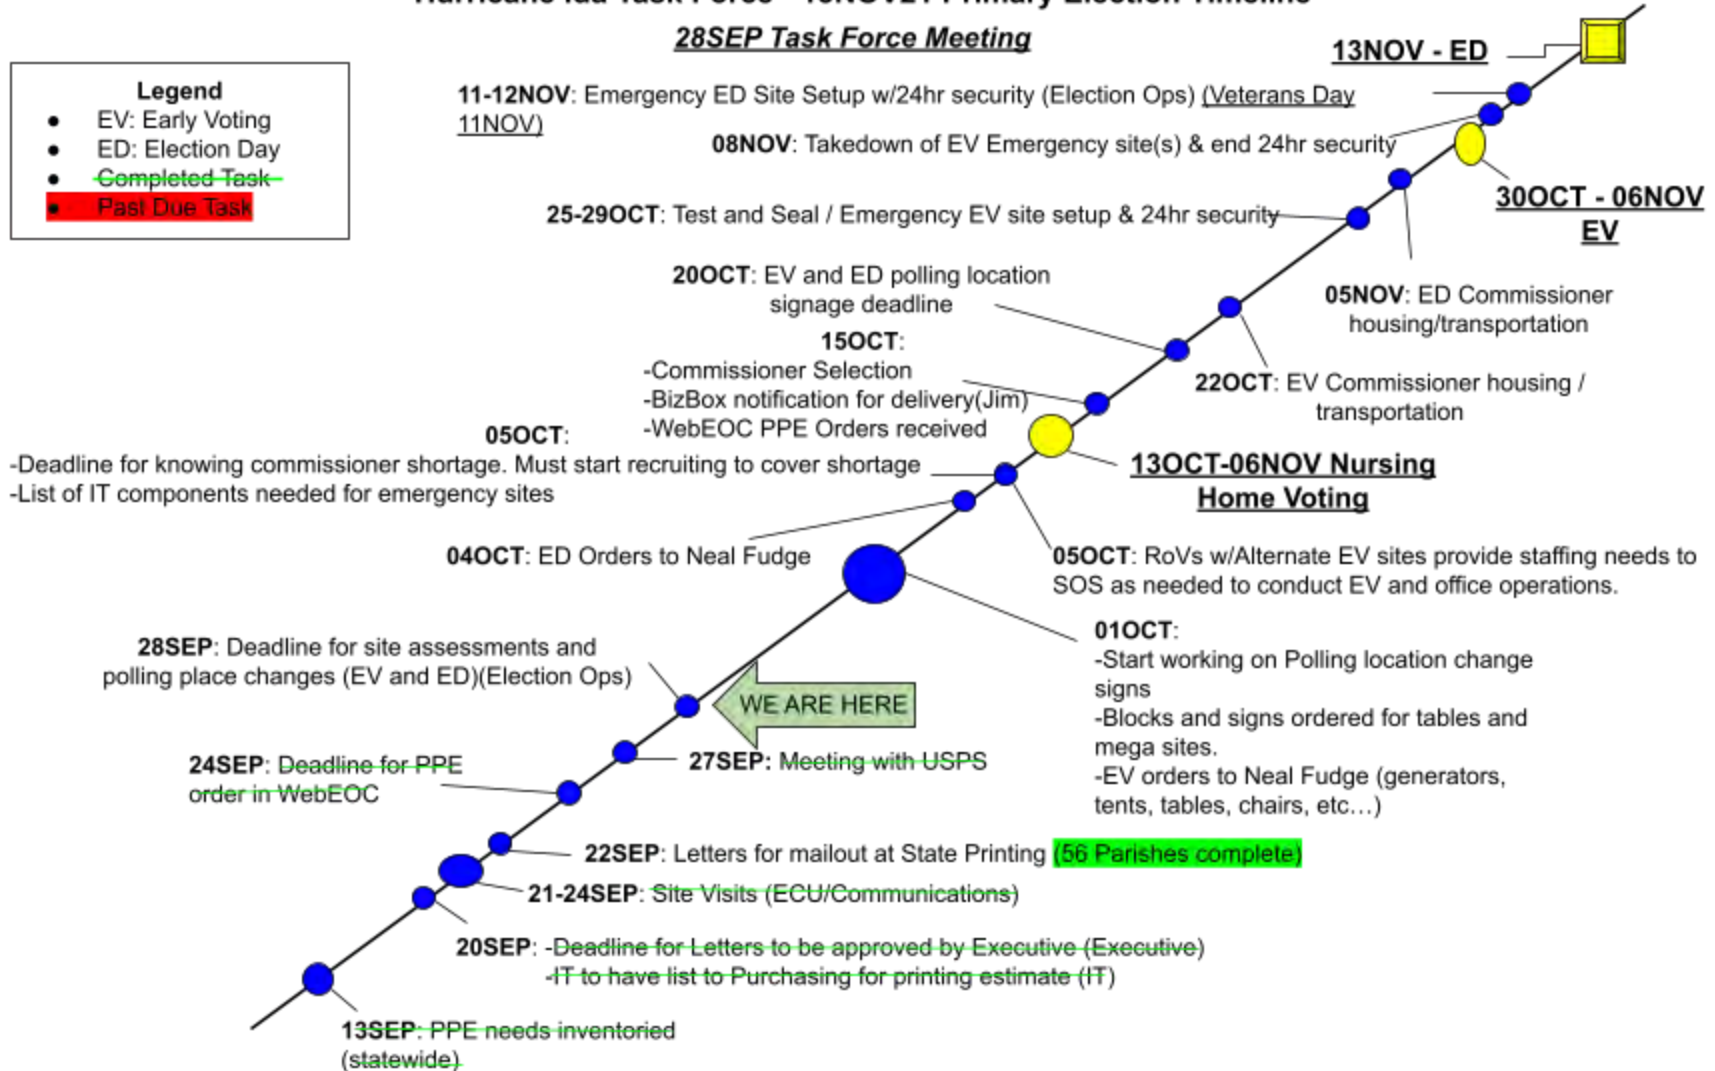 Hurricane Ida Task Force - 13NOV21 Primary Election Timeline
28SEP Task Force Meeting
13NOV - ED
Legend
● EV: Early Voting
● ED: Election Day
● Completed Task
● Past Due Task
11-12NOV: Emergency ED Site Setup w/24hr security (Election Ops) (Veterans Day
11NOV)
08NOV: Takedown of EV Emergency site(s) & end 24hr security
30OCT - 06NOV
EV
25-29OCT: Test and Seal / Emergency EV site setup & 24hr security
20OCT: EV and ED polling location
signage deadline
05NOV: ED Commissioner
housing/transportation
15OCT:
-Commissioner Selection
-BizBox notification for delivery(Jim)
-WebEOC PPE Orders received
22OCT: EV Commissioner housing /
transportation
05OCT:
-Deadline for knowing commissioner shortage. Must start recruiting to cover shortage
-List of IT components needed for emergency sites
13OCT-06NOV Nursing
Home Voting
04OCT: ED Orders to Neal Fudge
05OCT: RoVs w/Alternate EV sites provide staffing needs to
SOS as needed to conduct EV and office operations.
01OCT:
-Start working on Polling location change
signs
-Blocks and signs ordered for tables and
mega sites.
-EV orders to Neal Fudge (generators,
tents, tables, chairs, etc…)
28SEP: Deadline for site assessments and
polling place changes (EV and ED)(Election Ops)
WE ARE HERE
24SEP: Deadline for PPE
order in WebEOC
27SEP: Meeting with USPS
22SEP: Letters for mailout at State Printing (56 Parishes complete)
21-24SEP: Site Visits (ECU/Communications)
20SEP: -Deadline for Letters to be approved by Executive (Executive)
-IT to have list to Purchasing for printing estimate (IT)
13SEP: PPE needs inventoried
(statewide)